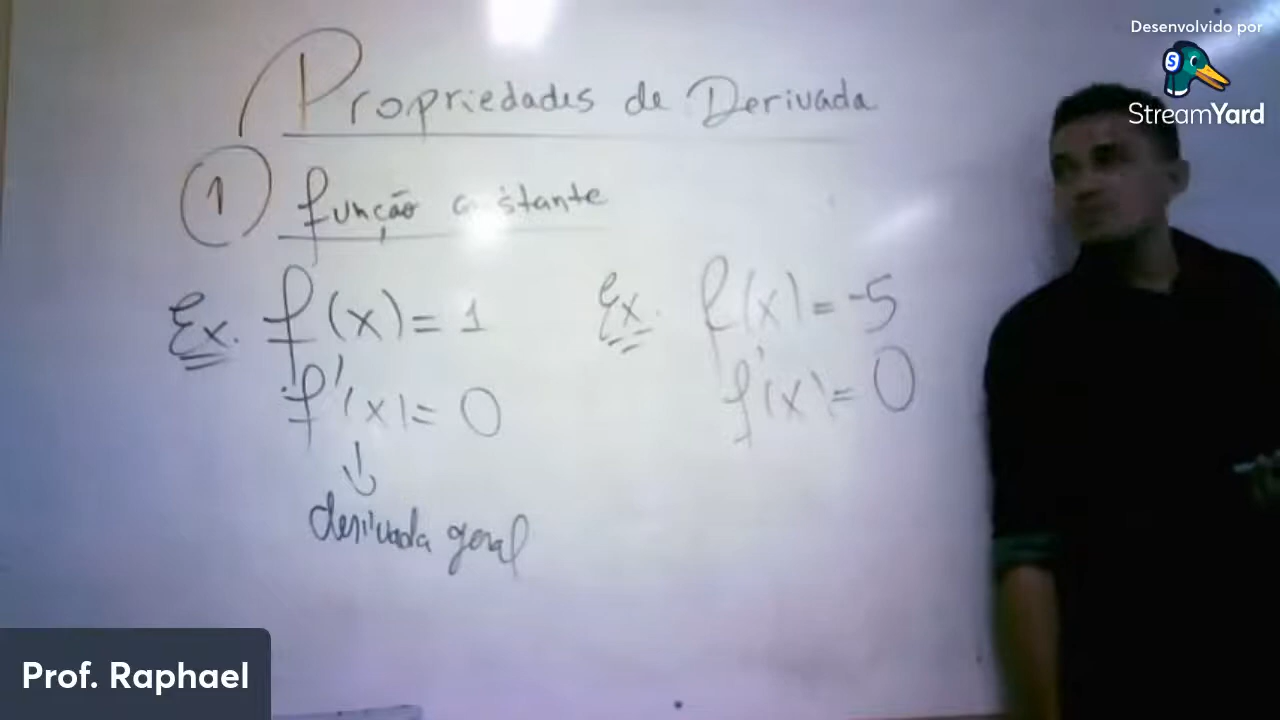 Propriedades de Derivada
1 função constante
Ex. f(x) = 1
f'(x) = 0
derivada geral
Ex. f(x) = -5
f'(x) = 0
Desenvolvido por
StreamYard
Prof. Raphael